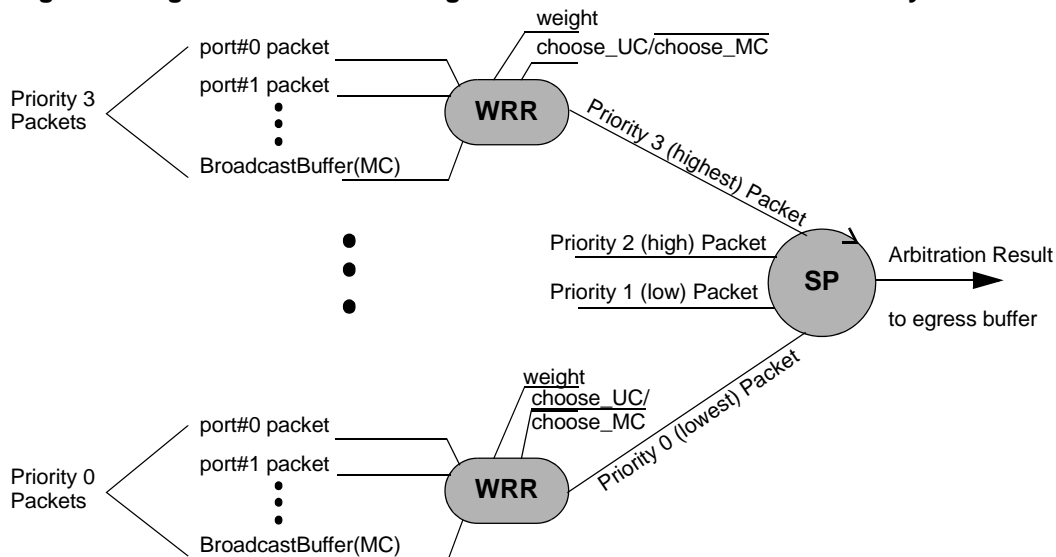 weight
choose_UC/choose_MC
port#0 packet
port#1 packet
Priority 3
Packets
WRR
BroadcastBuffer(MC)
Priority 3 (highest) Packet
Priority 2 (high) Packet
Priority 1 (low) Packet
SP
Arbitration Result
to egress buffer
Priority 0 (lowest) Packet
weight
choose_UC/
choose_MC
port#0 packet
port#1 packet
Priority 0
Packets
WRR
BroadcastBuffer(MC)